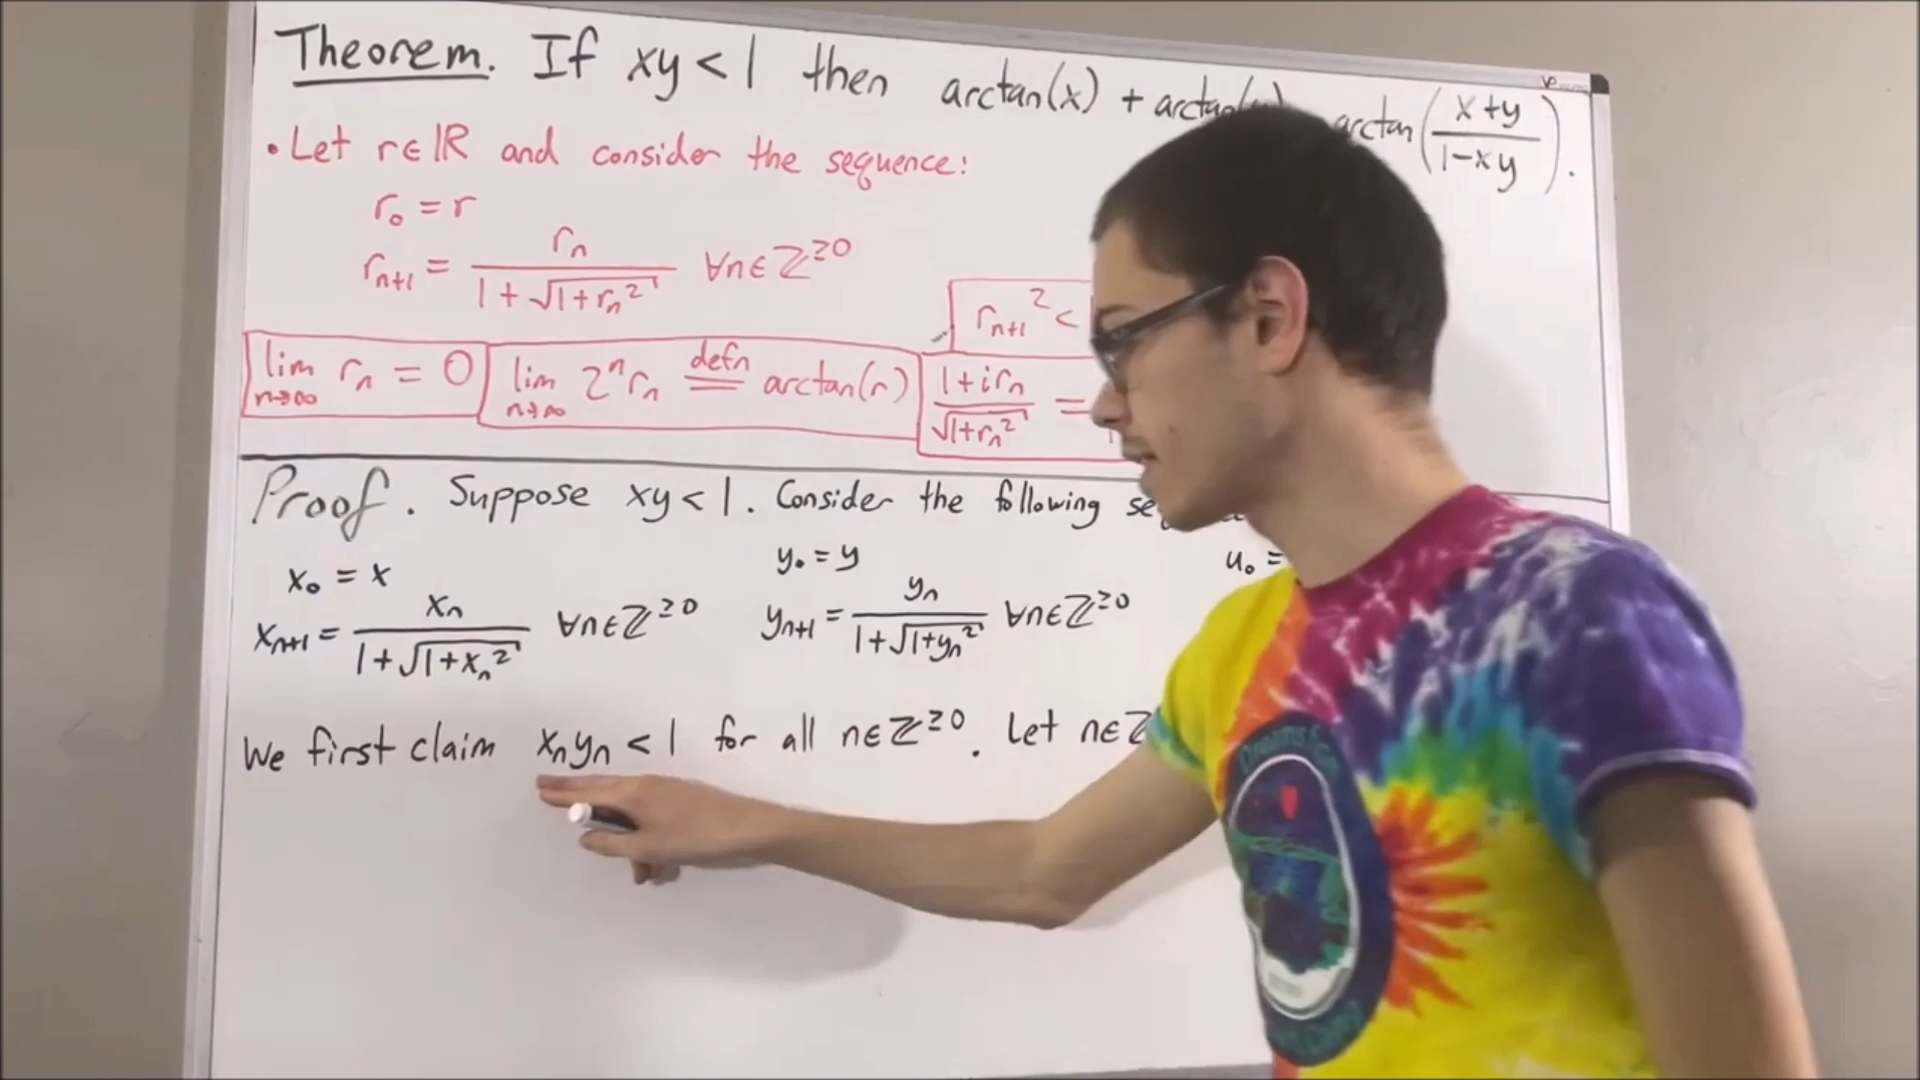 Theorem. If xy < 1 then arctan(x) + arctan(y) arctan((x+y)/(1-xy)).
• Let r∈ℝ and consider the sequence:
r₀ = r
rₙ₊₁ = rₙ/(1+√(1+rₙ²)) ∀n∈ℤ≥0
rₙ₊₁² <
lim n→∞ rₙ = 0
lim n→∞ 2ⁿrₙ =defn= arctan(r)
(1+irₙ)/√(1+rₙ²) =
Proof. Suppose xy < 1. Consider the following
x₀ = x
xₙ₊₁ = xₙ/(1+√(1+xₙ²)) ∀n∈ℤ≥0
y₀ = y
yₙ₊₁ = yₙ/(1+√(1+yₙ²)) ∀n∈ℤ≥0
u₀ =
We first claim xₙyₙ < 1 for all n∈ℤ≥0. Let n∈ℤ